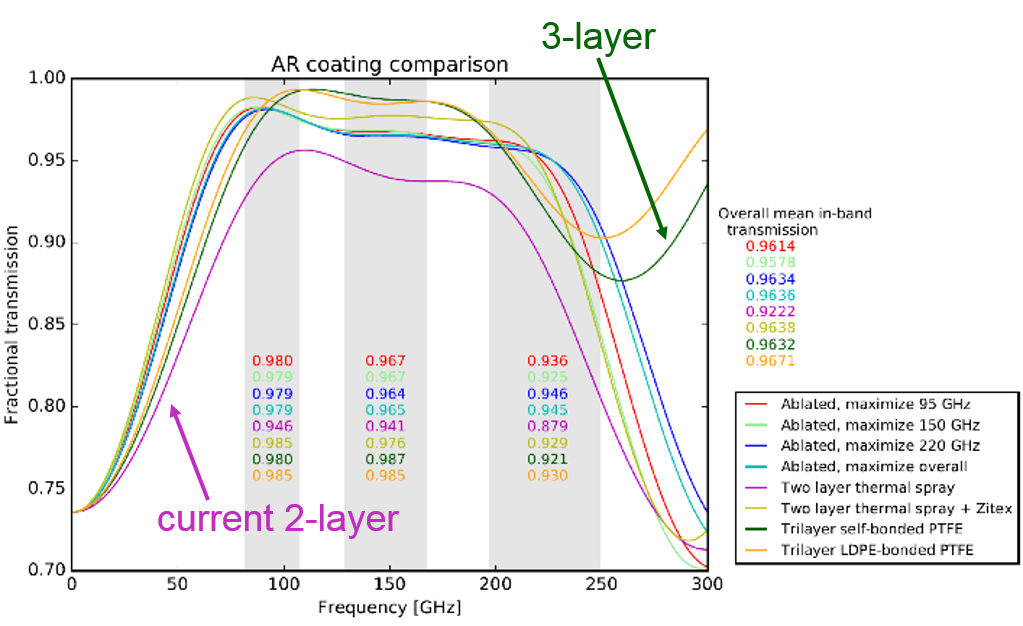 3-layer
AR coating comparison
1.00
0.95
0.90
0.85
0.80
0.75
0.70
Fractional transmission
0
50
100
150
200
250
300
Frequency [GHz]
0.980 0.967 0.936
0.979 0.967 0.925
0.979 0.964 0.946
0.979 0.965 0.945
0.946 0.941 0.879
0.985 0.976 0.929
0.980 0.987 0.921
0.985 0.985 0.930
current 2-layer
Overall mean in-band
transmission
0.9614
0.9578
0.9634
0.9636
0.9222
0.9638
0.9632
0.9671
Ablated, maximize 95 GHz
Ablated, maximize 150 GHz
Ablated, maximize 220 GHz
Ablated, maximize overall
Two layer thermal spray
Two layer thermal spray + Zitex
Trilayer self-bonded PTFE
Trilayer LDPE-bonded PTFE